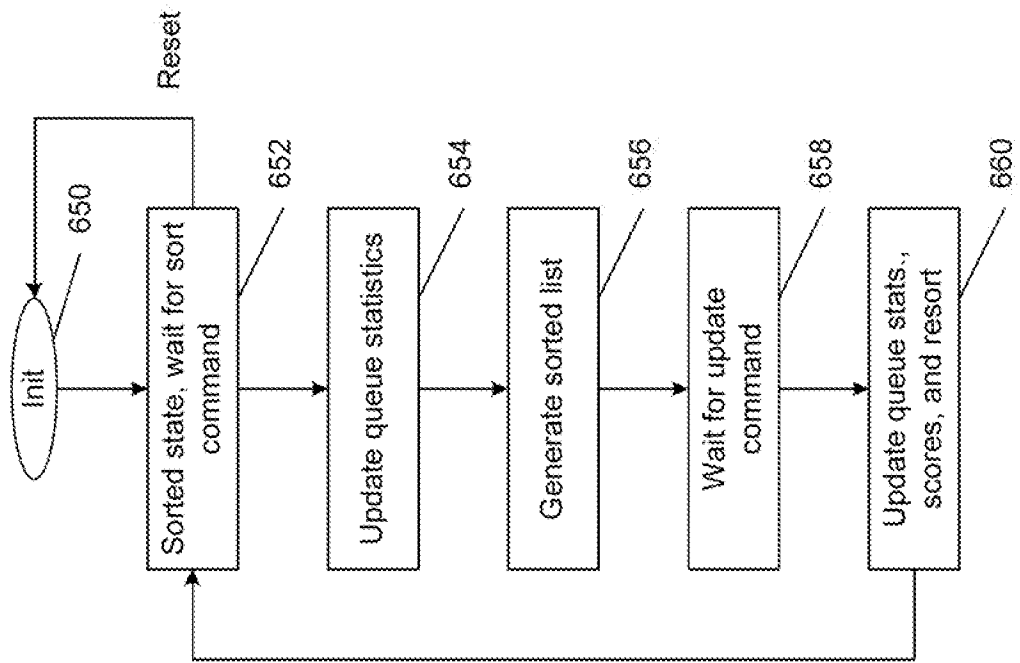 Init
650
Reset
Sorted state, wait for sort
command
652
Update queue statistics
654
Generate sorted list
656
Wait for update
command
658
Update queue stats.,
scores, and resort
660